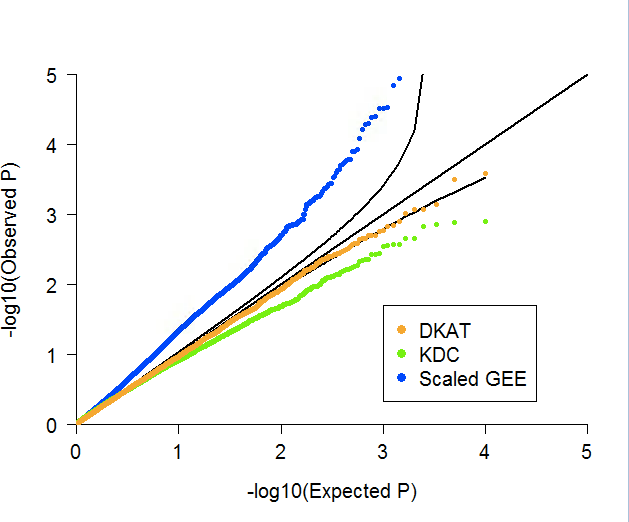 5
4
3
2
1
0
-log10(Observed P)
DKAT
KDC
Scaled GEE
0 1 2 3 4 5
-log10(Expected P)